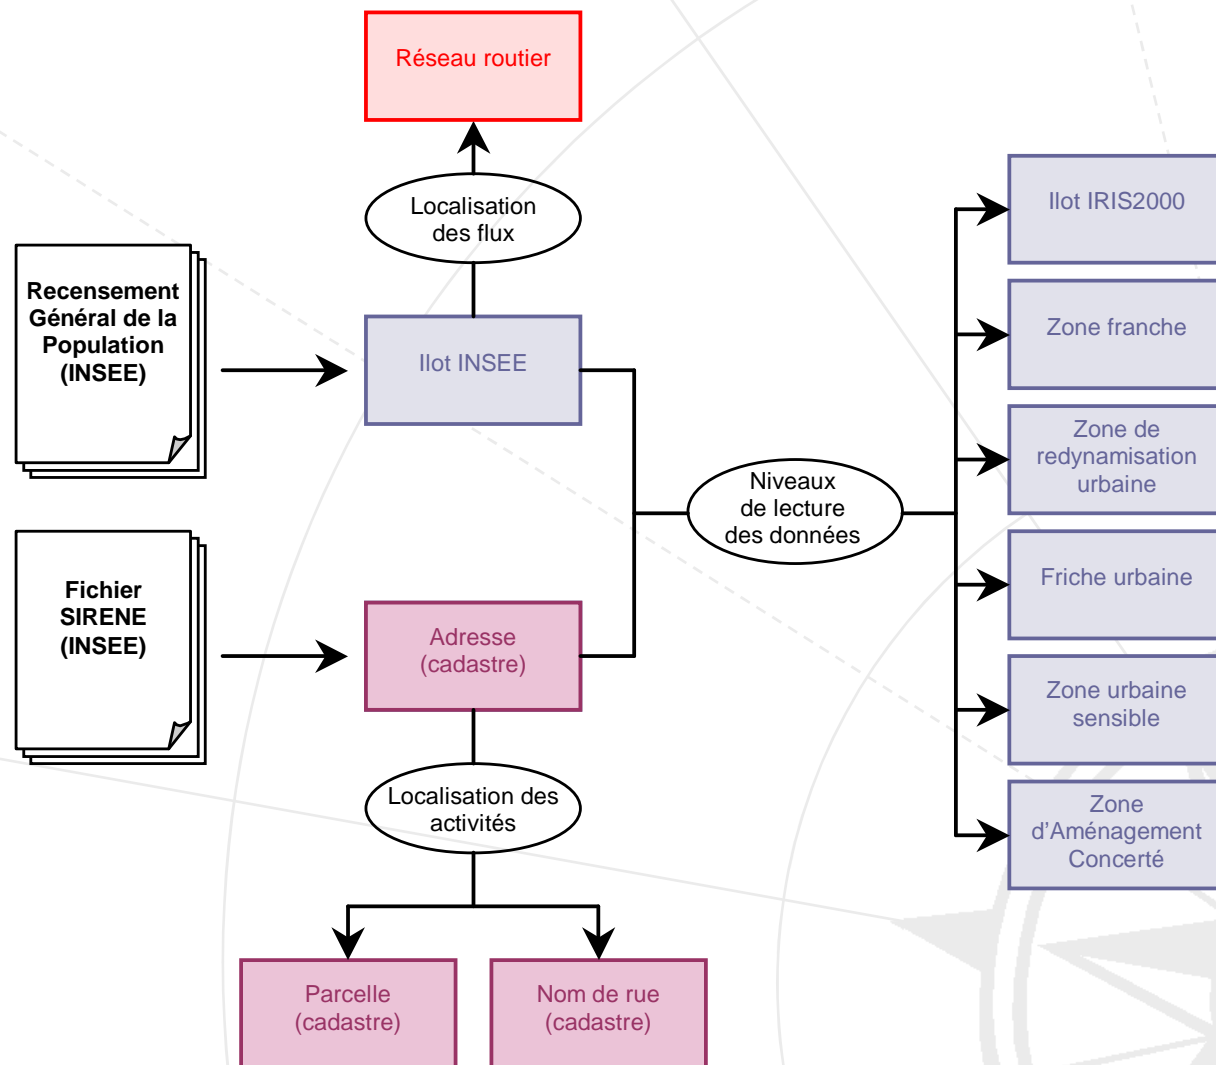 Réseau routier
Localisation
des flux
Recensement
Général de la
Population
(INSEE)
Ilot INSEE
Fichier
SIRENE
(INSEE)
Adresse
(cadastre)
Localisation des
activités
Parcelle
(cadastre)
Nom de rue
(cadastre)
Niveaux
de lecture
des données
Ilot IRIS2000
Zone franche
Zone de
redynamisation
urbaine
Friche urbaine
Zone urbaine
sensible
Zone
d'Aménagement
Concerté